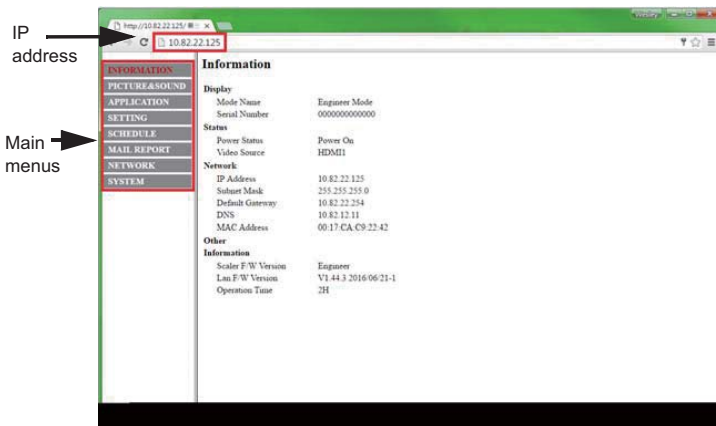 IP
address
http://10.82.22.125/
10.82.22.125
Main
menus
INFORMATION
PICTURE&SOUND
APPLICATION
SETTING
SCHEDULE
MAIL REPORT
NETWORK
SYSTEM
Information
Display
Mode Name Engineer Mode
Serial Number 0000000000000
Status
Power Status Power On
Video Source HDMI1
Network
IP Address 10.82.22.125
Subnet Mask 255.255.255.0
Default Gateway 10.82.22.254
DNS 10.82.12.11
MAC Address 00:17:CA:C9:22:42
Other
Information
Scaler F/W Version Engineer
Lan F/W Version V1.44.3 2016/06/21-1
Operation Time 2H